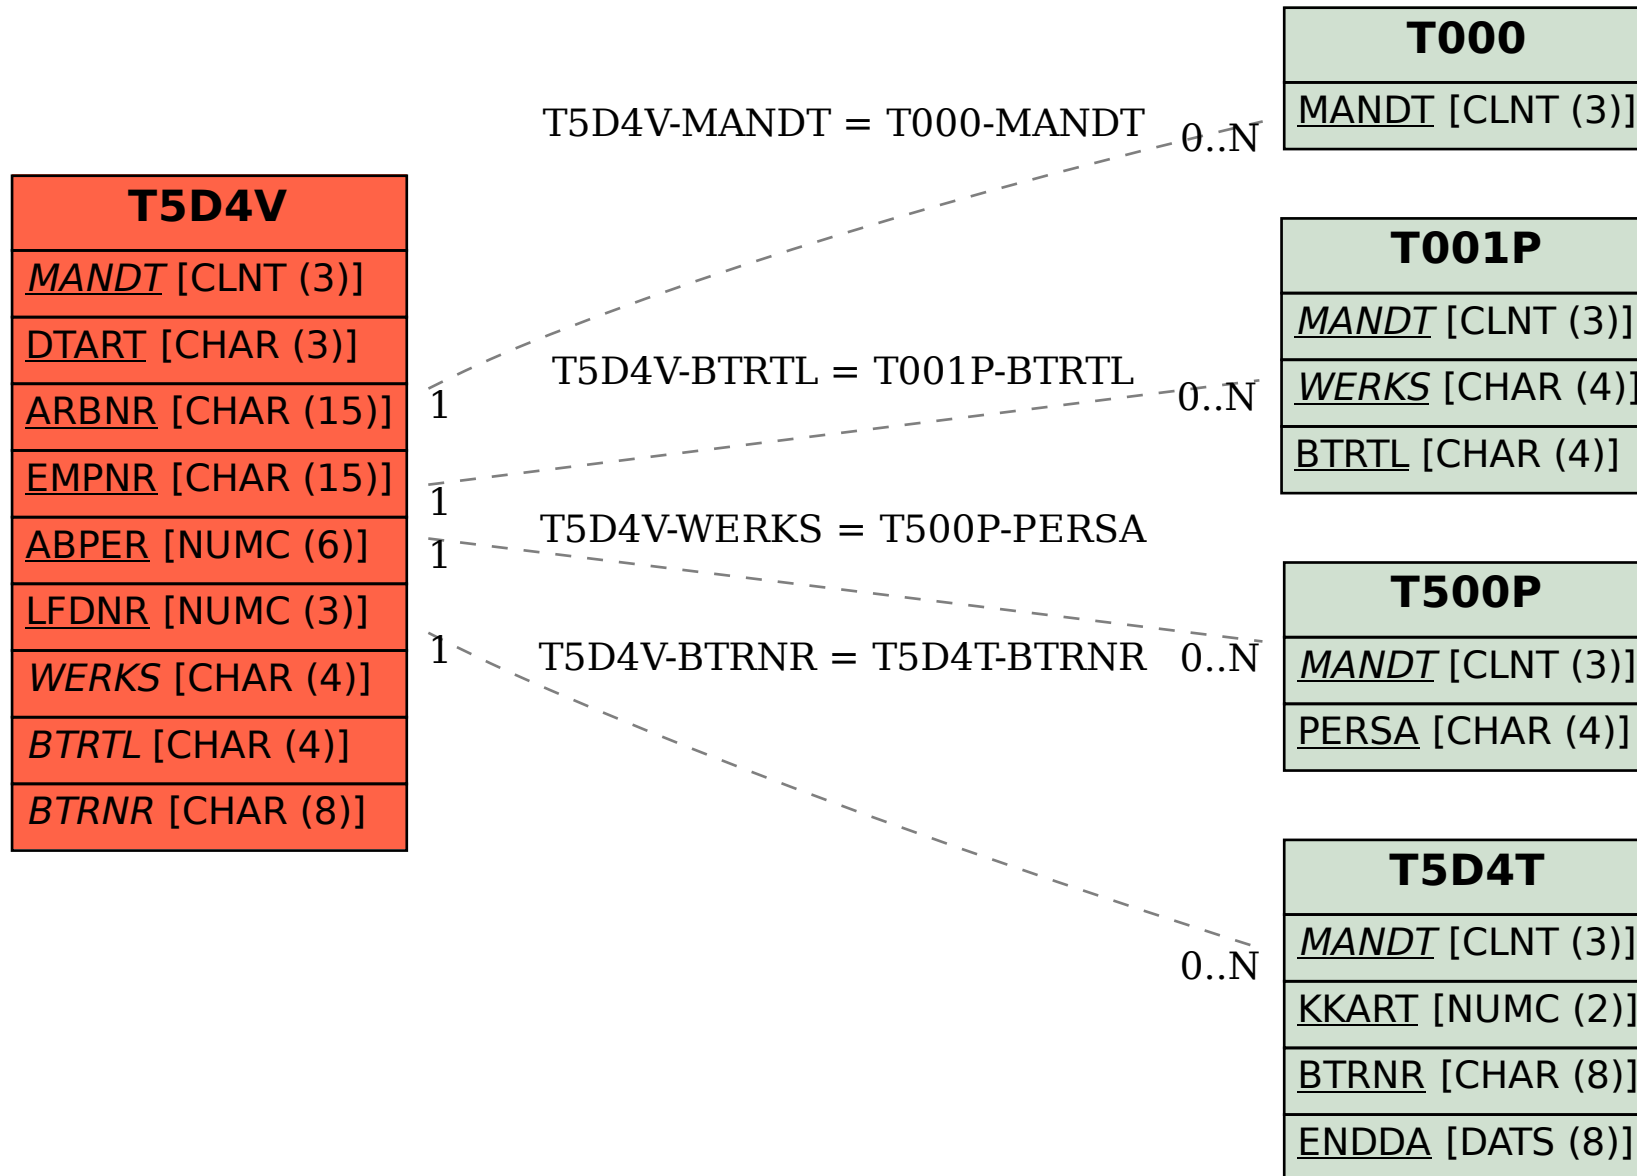 T5D4V
MANDT [CLNT (3)]
DTART [CHAR (3)]
ARBNR [CHAR (15)]
EMPNR [CHAR (15)]
ABPER [NUMC (6)]
LFDNR [NUMC (3)]
WERKS [CHAR (4)]
BTRTL [CHAR (4)]
BTRNR [CHAR (8)]
T5D4V-MANDT = T000-MANDT
0..N
1
T5D4V-BTRTL = T001P-BTRTL
0..N
1
T5D4V-WERKS = T500P-PERSA
1
0..N
T5D4V-BTRNR = T5D4T-BTRNR
1
0..N
T000
MANDT [CLNT (3)]
T001P
MANDT [CLNT (3)]
WERKS [CHAR (4)]
BTRTL [CHAR (4)]
T500P
MANDT [CLNT (3)]
PERSA [CHAR (4)]
T5D4T
MANDT [CLNT (3)]
KKART [NUMC (2)]
BTRNR [CHAR (8)]
ENDDA [DATS (8)]